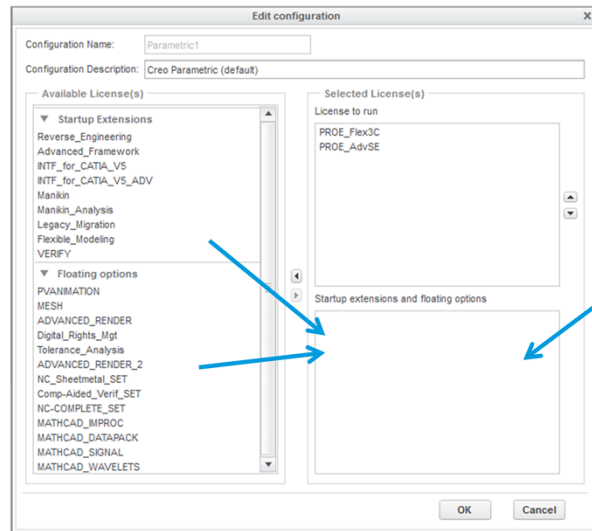 Edit configuration
X
Configuration Name: Parametric1
Configuration Description: Creo Parametric (default)
Available License(s)
Startup Extensions
Reverse_Engineering
Advanced_Framework
INTF_for_CATIA_V5
INTF_for_CATIA_V5_ADV
Manikin
Manikin_Analysis
Legacy_Migration
Flexible_Modeling
VERIFY
Floating options
PVANIMATION
MESH
ADVANCED_RENDER
Digital_Rights_Mgt
Tolerance_Analysis
ADVANCED_RENDER_2
NC_Sheetmetal_SET
Comp-Aided_Verif_SET
NC-COMPLETE_SET
MATHCAD_IMPROC
MATHCAD_DATAPACK
MATHCAD_SIGNAL
MATHCAD_WAVELETS
Selected License(s)
License to run
PROE_Flex3C
PROE_AdvSE
Startup extensions and floating options
OK
Cancel